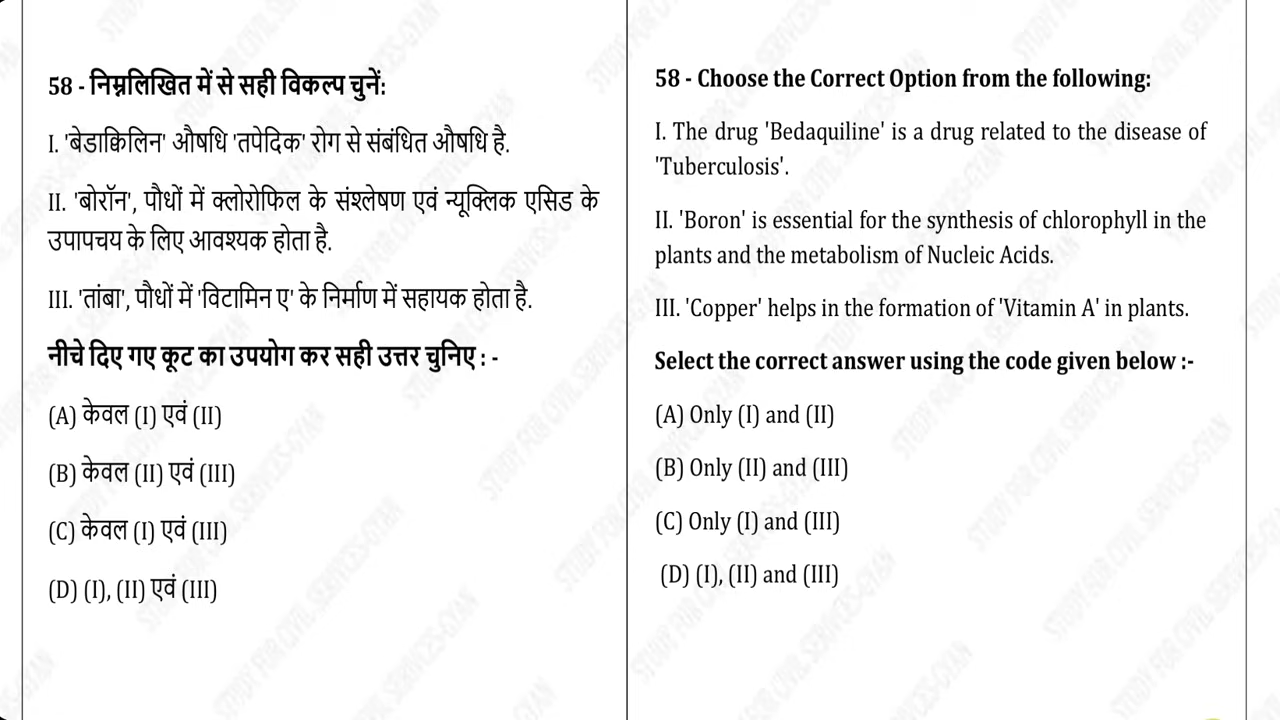 58 - निम्नलिखित में से सही विकल्प चुनें:
I. 'बेडाक्विलिन' औषधि 'तपेदिक' रोग से संबंधित औषधि है.
II. 'बोरॉन', पौधों में क्लोरोफिल के संश्लेषण एवं न्यूक्लिक एसिड के
उपापचय के लिए आवश्यक होता है.
III. 'तांबा', पौधों में 'विटामिन ए' के निर्माण में सहायक होता है.
नीचे दिए गए कूट का उपयोग कर सही उत्तर चुनिए : -
(A) केवल (I) एवं (II)
(B) केवल (II) एवं (III)
(C) केवल (I) एवं (III)
(D) (I), (II) एवं (III)
58 - Choose the Correct Option from the following:
I. The drug 'Bedaquiline' is a drug related to the disease of
'Tuberculosis'.
II. 'Boron' is essential for the synthesis of chlorophyll in the
plants and the metabolism of Nucleic Acids.
III. 'Copper' helps in the formation of 'Vitamin A' in plants.
Select the correct answer using the code given below :-
(A) Only (I) and (II)
(B) Only (II) and (III)
(C) Only (I) and (III)
(D) (I), (II) and (III)
STUDY FOR CIVIL SERVICES-GYAN